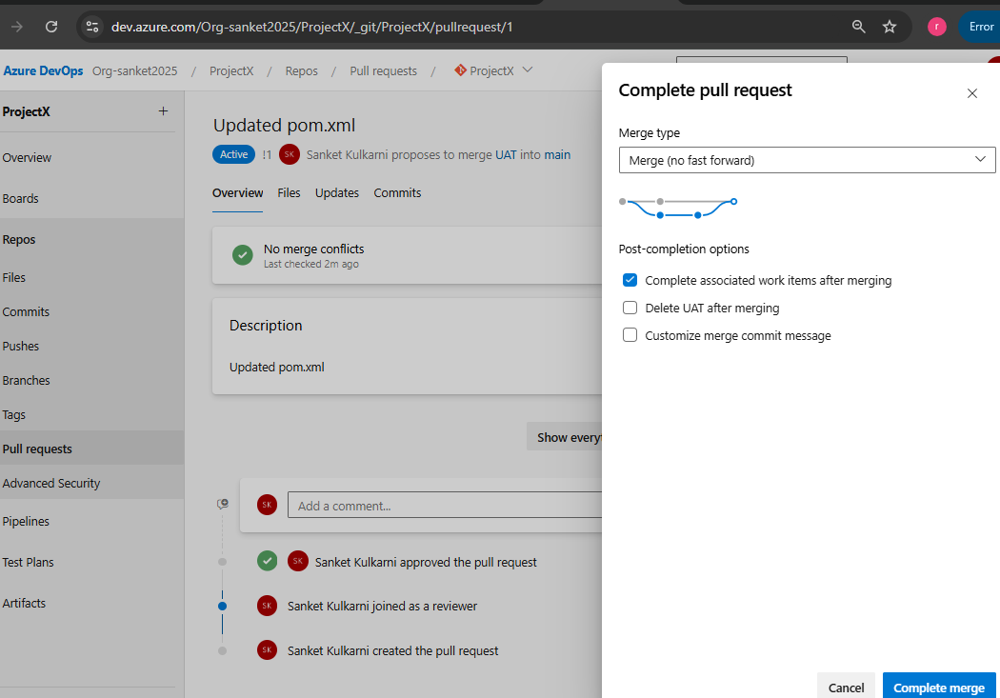 dev.azure.com/Org-sanket2025/ProjectX/_git/ProjectX/pullrequest/1
r
Error
Azure DevOps Org-sanket2025 / ProjectX / Repos / Pull requests / ProjectX
ProjectX +
Overview
Boards
Repos
Files
Commits
Pushes
Branches
Tags
Pull requests
Advanced Security
Pipelines
Test Plans
Artifacts
Updated pom.xml
Active !1 SK Sanket Kulkarni proposes to merge UAT into main
Overview Files Updates Commits
No merge conflicts
Last checked 2m ago
Description
Updated pom.xml
Show everyt
SK Add a comment...
SK Sanket Kulkarni approved the pull request
SK Sanket Kulkarni joined as a reviewer
SK Sanket Kulkarni created the pull request
Complete pull request
Merge type
Merge (no fast forward)
Post-completion options
Complete associated work items after merging
Delete UAT after merging
Customize merge commit message
Cancel Complete merge